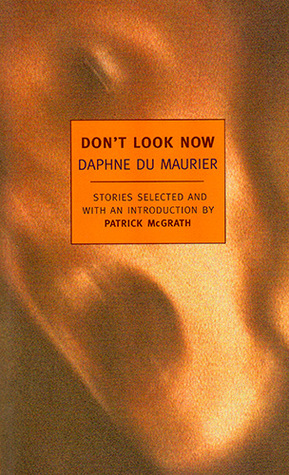 DON'T LOOK NOW
DAPHNE DU MAURIER
STORIES SELECTED AND
WITH AN INTRODUCTION BY
PATRICK McGRATH